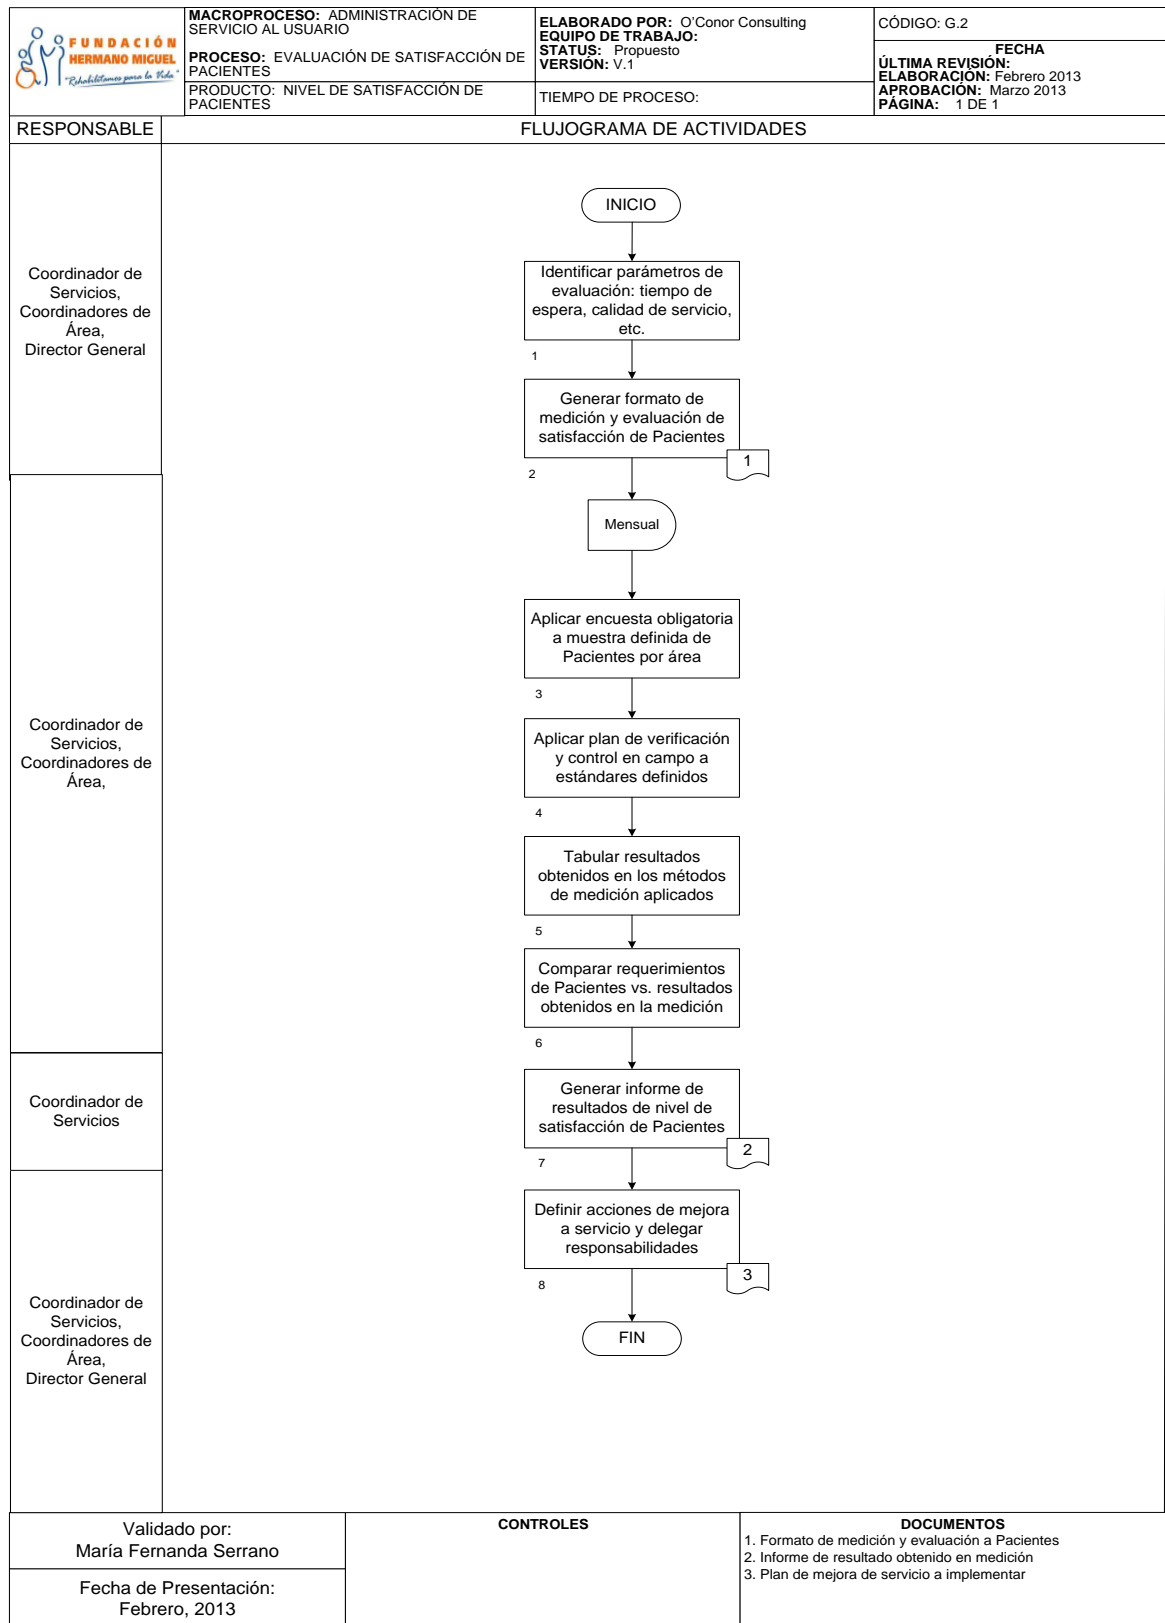 FUNDACIÓN
HERMANO MIGUEL
"Rehabilitamos para la Vida"
MACROPROCESO: ADMINISTRACIÓN DE
SERVICIO AL USUARIO
PROCESO: EVALUACIÓN DE SATISFACCIÓN DE
PACIENTES
PRODUCTO: NIVEL DE SATISFACCIÓN DE
PACIENTES
ELABORADO POR: O'Conor Consulting
EQUIPO DE TRABAJO:
STATUS: Propuesto
VERSIÓN: V.1
TIEMPO DE PROCESO:
CÓDIGO: G.2
FECHA
ÚLTIMA REVISIÓN:
ELABORACIÓN: Febrero 2013
APROBACIÓN: Marzo 2013
PÁGINA: 1 DE 1
RESPONSABLE
FLUJOGRAMA DE ACTIVIDADES
Coordinador de
Servicios,
Coordinadores de
Área,
Director General
INICIO
Identificar parámetros de
evaluación: tiempo de
espera, calidad de servicio,
etc.
1
Generar formato de
medición y evaluación de
satisfacción de Pacientes
1
2
Coordinador de
Servicios,
Coordinadores de
Área,
Mensual
Aplicar encuesta obligatoria
a muestra definida de
Pacientes por área
3
Aplicar plan de verificación
y control en campo a
estándares definidos
4
Tabular resultados
obtenidos en los métodos
de medición aplicados
5
Comparar requerimientos
de Pacientes vs. resultados
obtenidos en la medición
6
Coordinador de
Servicios
Generar informe de
resultados de nivel de
satisfacción de Pacientes
2
7
Coordinador de
Servicios,
Coordinadores de
Área,
Director General
Definir acciones de mejora
a servicio y delegar
responsabilidades
3
8
FIN
Validado por:
María Fernanda Serrano
Fecha de Presentación:
Febrero, 2013
CONTROLES
DOCUMENTOS
1. Formato de medición y evaluación a Pacientes
2. Informe de resultado obtenido en medición
3. Plan de mejora de servicio a implementar